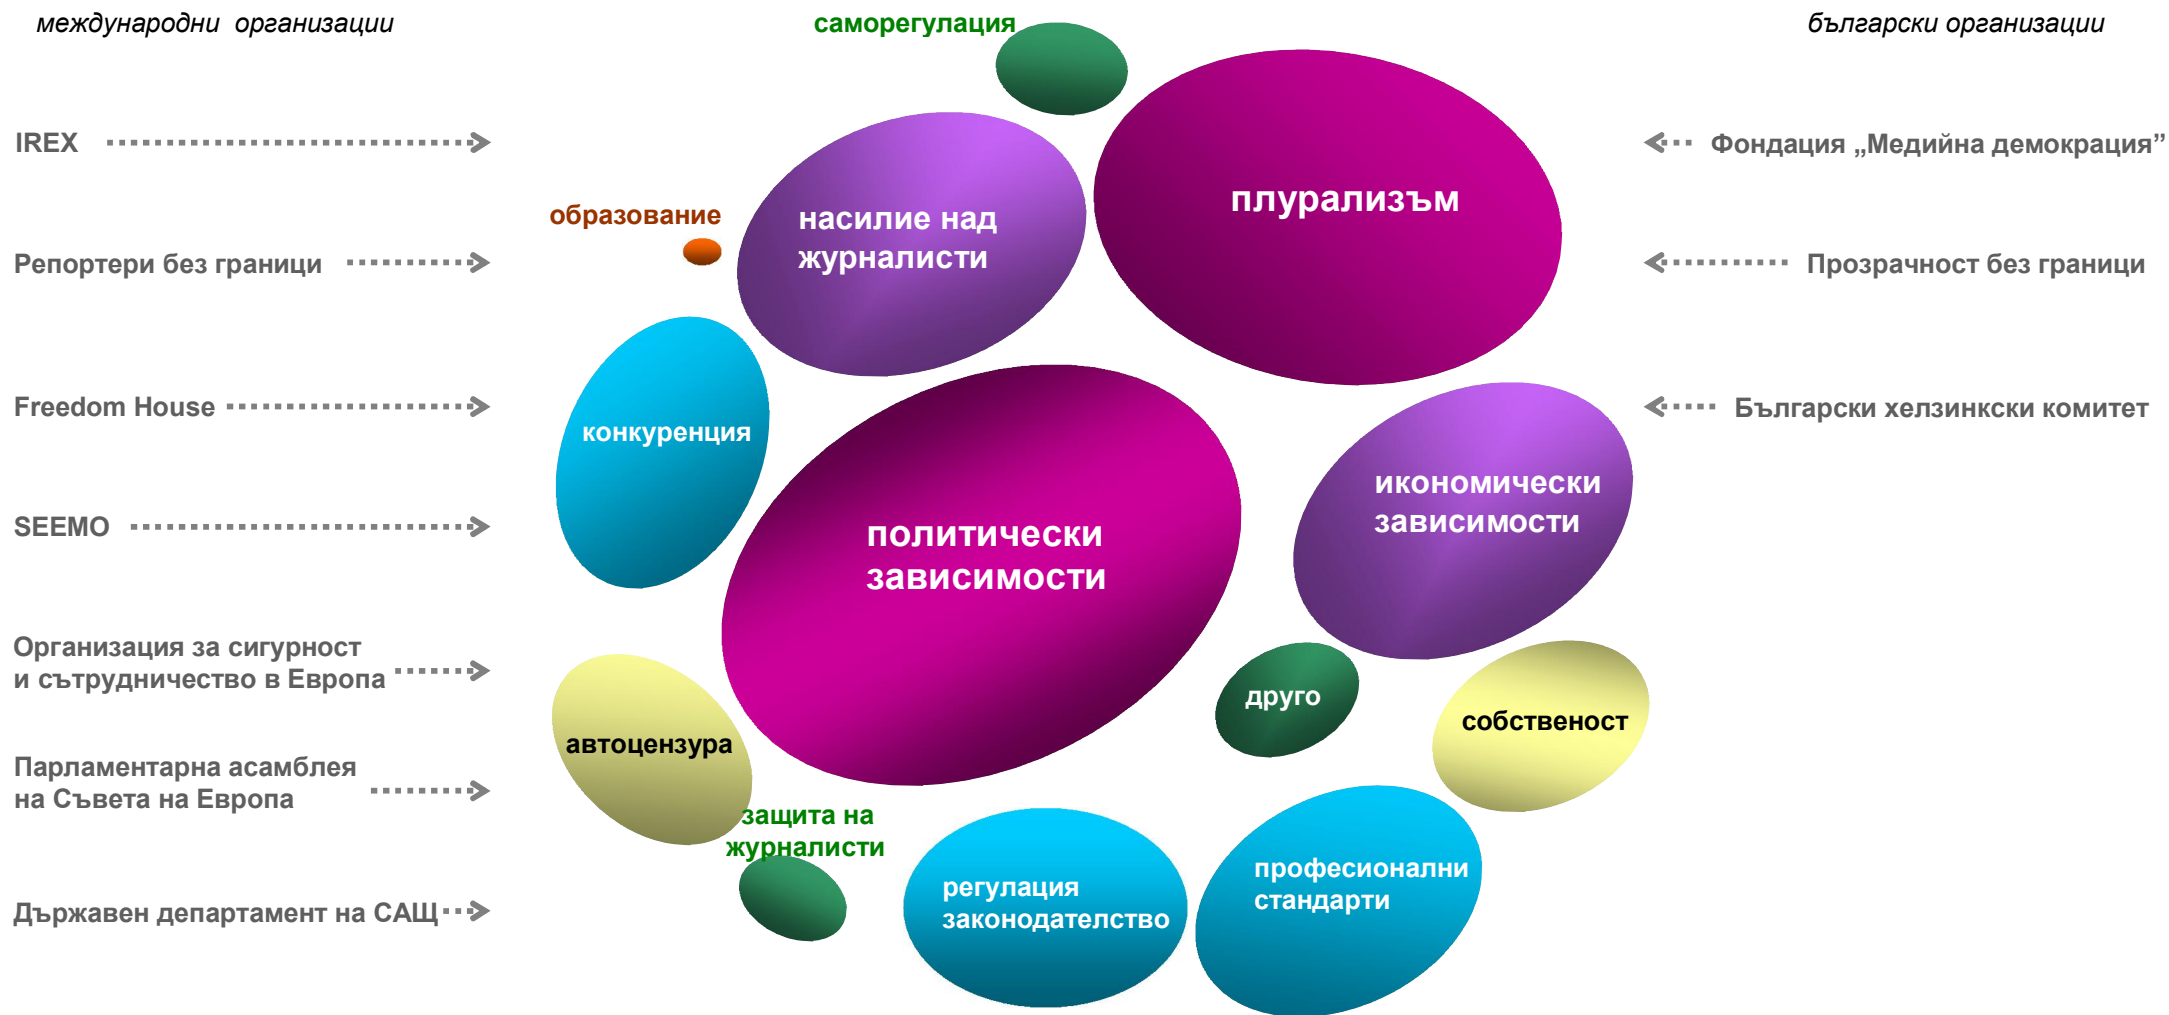 международни организации
IREX
Репортери без граници
Freedom House
SEEMO
Организация за сигурност
и сътрудничество в Европа
Парламентарна асамблея
на Съвета на Европа
Държавен департамент на САЩ
саморегулация
плурализъм
насилие над
журналисти
образование
конкуренция
политически
зависимости
икономически
зависимости
друго
собственост
автоцензура
защита на
журналисти
регулация
законодателство
професионални
стандарти
български организации
Фондация „Медийна демокрация”
Прозрачност без граници
Български хелзинкски комитет